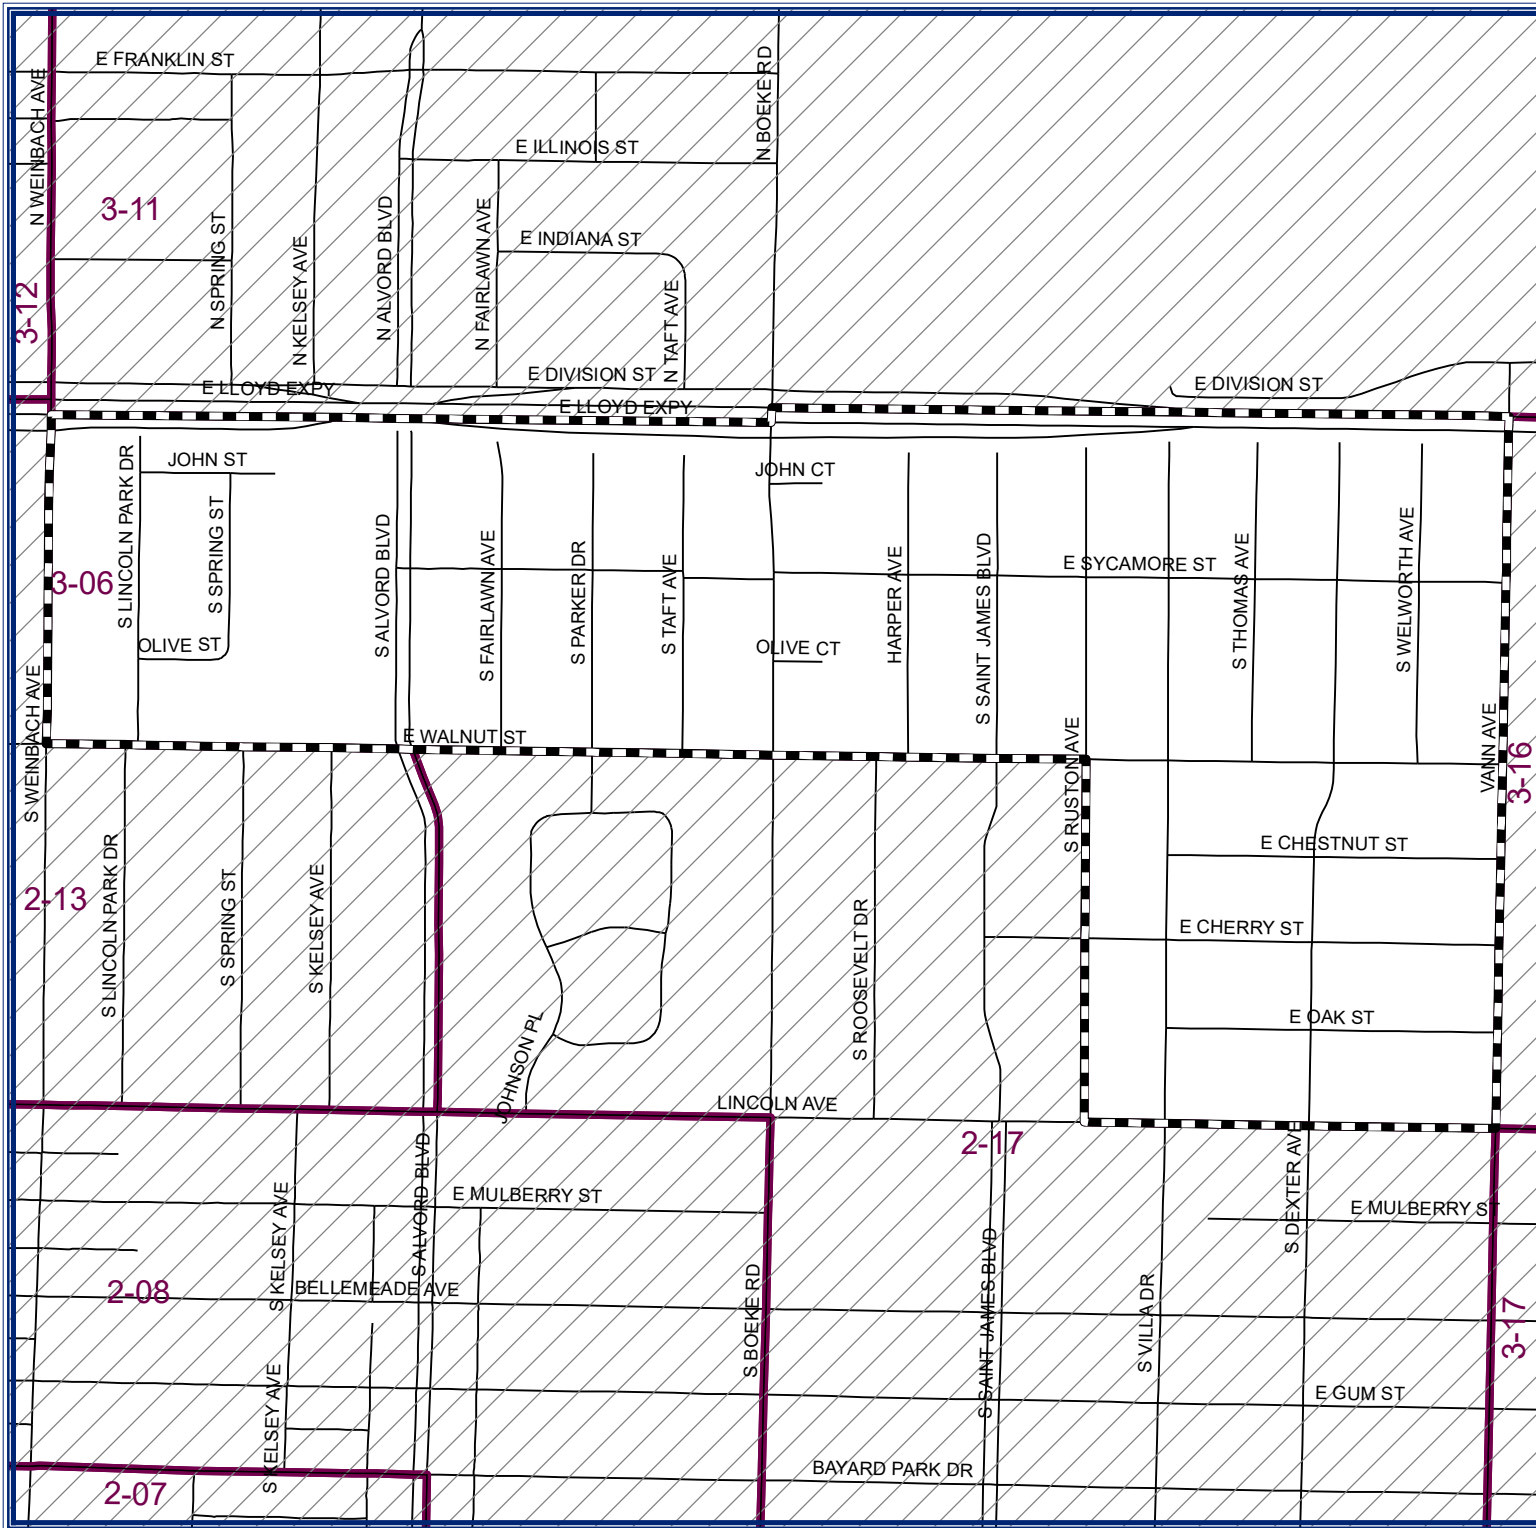 E FRANKLIN ST
N WEINBACH AVE
N BOEKE RD
E ILLINOIS ST
3-11
N SPRING ST
N KELSEY AVE
N ALVORD BLVD
N FAIRLAWN AVE
E INDIANA ST
N TAFT AVE
3-12
E DIVISION ST
E DIVISION ST
E LLOYD EXPY
E LLOYD EXPY
JOHN ST
JOHN CT
S LINCOLN PARK DR
S SPRING ST
S ALVORD BLVD
S FAIRLAWN AVE
S PARKER DR
S TAFT AVE
HARPER AVE
S SAINT JAMES BLVD
E SYCAMORE ST
S THOMAS AVE
S WELWORTH AVE
3-06
OLIVE ST
OLIVE CT
S WEINBACH AVE
E WALNUT ST
S RUSTON AVE
VANN AVE
3-16
E CHESTNUT ST
2-13
S LINCOLN PARK DR
S SPRING ST
S KELSEY AVE
S ROOSEVELT DR
E CHERRY ST
E OAK ST
JOHNSON PL
LINCOLN AVE
2-17
S ALVORD BLVD
E MULBERRY ST
S DEXTER AVE
E MULBERRY ST
S KELSEY AVE
2-08
BELLEMEADE AVE
S BOEKE RD
S SAINT JAMES BLVD
S VILLA DR
3-17
S KELSEY AVE
E GUM ST
BAYARD PARK DR
2-07